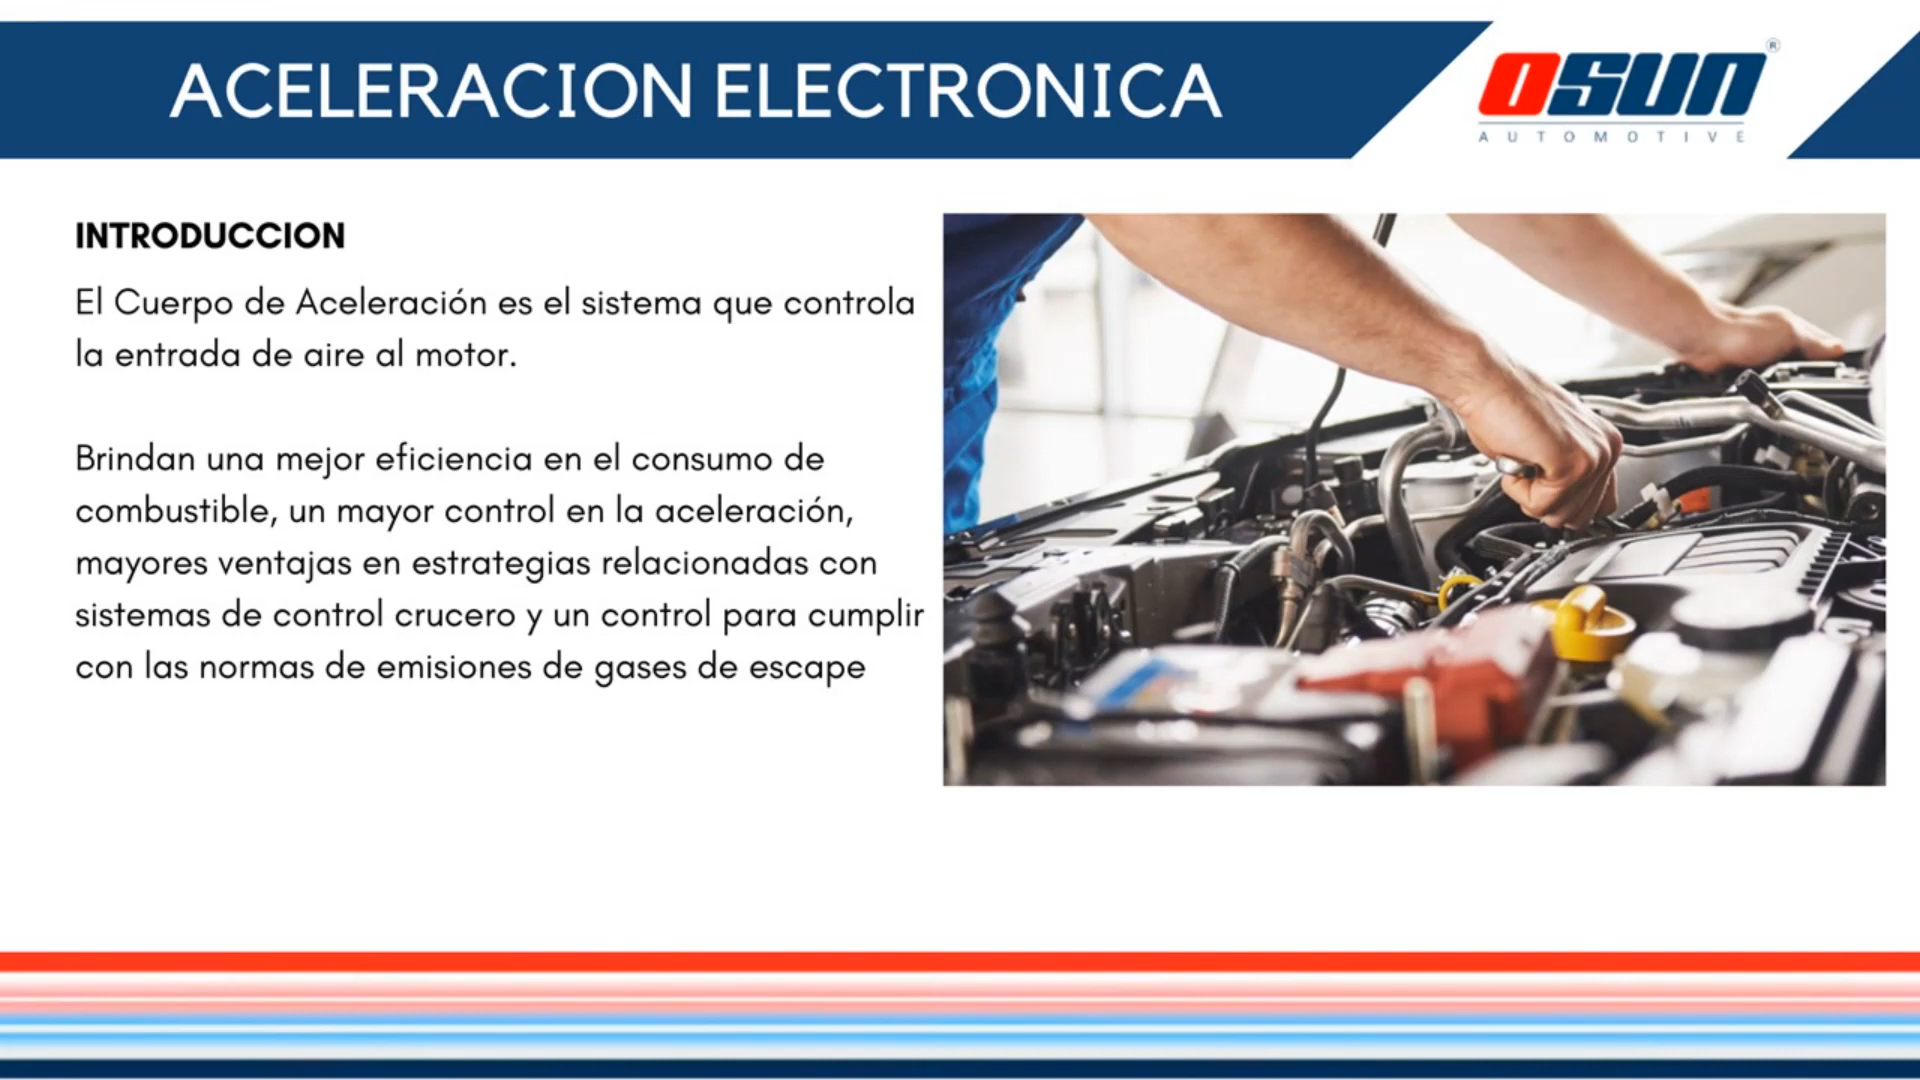 ACELERACION ELECTRONICA
OSUN®
AUTOMOTIVE
INTRODUCCION
El Cuerpo de Aceleración es el sistema que controla
la entrada de aire al motor.
Brindan una mejor eficiencia en el consumo de
combustible, un mayor control en la aceleración,
mayores ventajas en estrategias relacionadas con
sistemas de control crucero y un control para cumplir
con las normas de emisiones de gases de escape